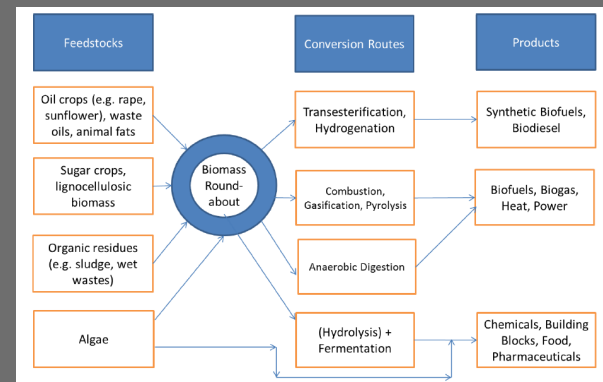 Feedstocks
Conversion Routes
Products
Oil crops (e.g. rape,
sunflower), waste
oils, animal fats
Transesterification,
Hydrogenation
Synthetic Biofuels,
Biodiesel
Sugar crops,
lignocellulosic
biomass
Biomass
Round-
about
Combustion,
Gasification, Pyrolysis
Biofuels, Biogas,
Heat, Power
Organic residues
(e.g. sludge, wet
wastes)
Anaerobic Digestion
Algae
(Hydrolysis) +
Fermentation
Chemicals, Building
Blocks, Food,
Pharmaceuticals